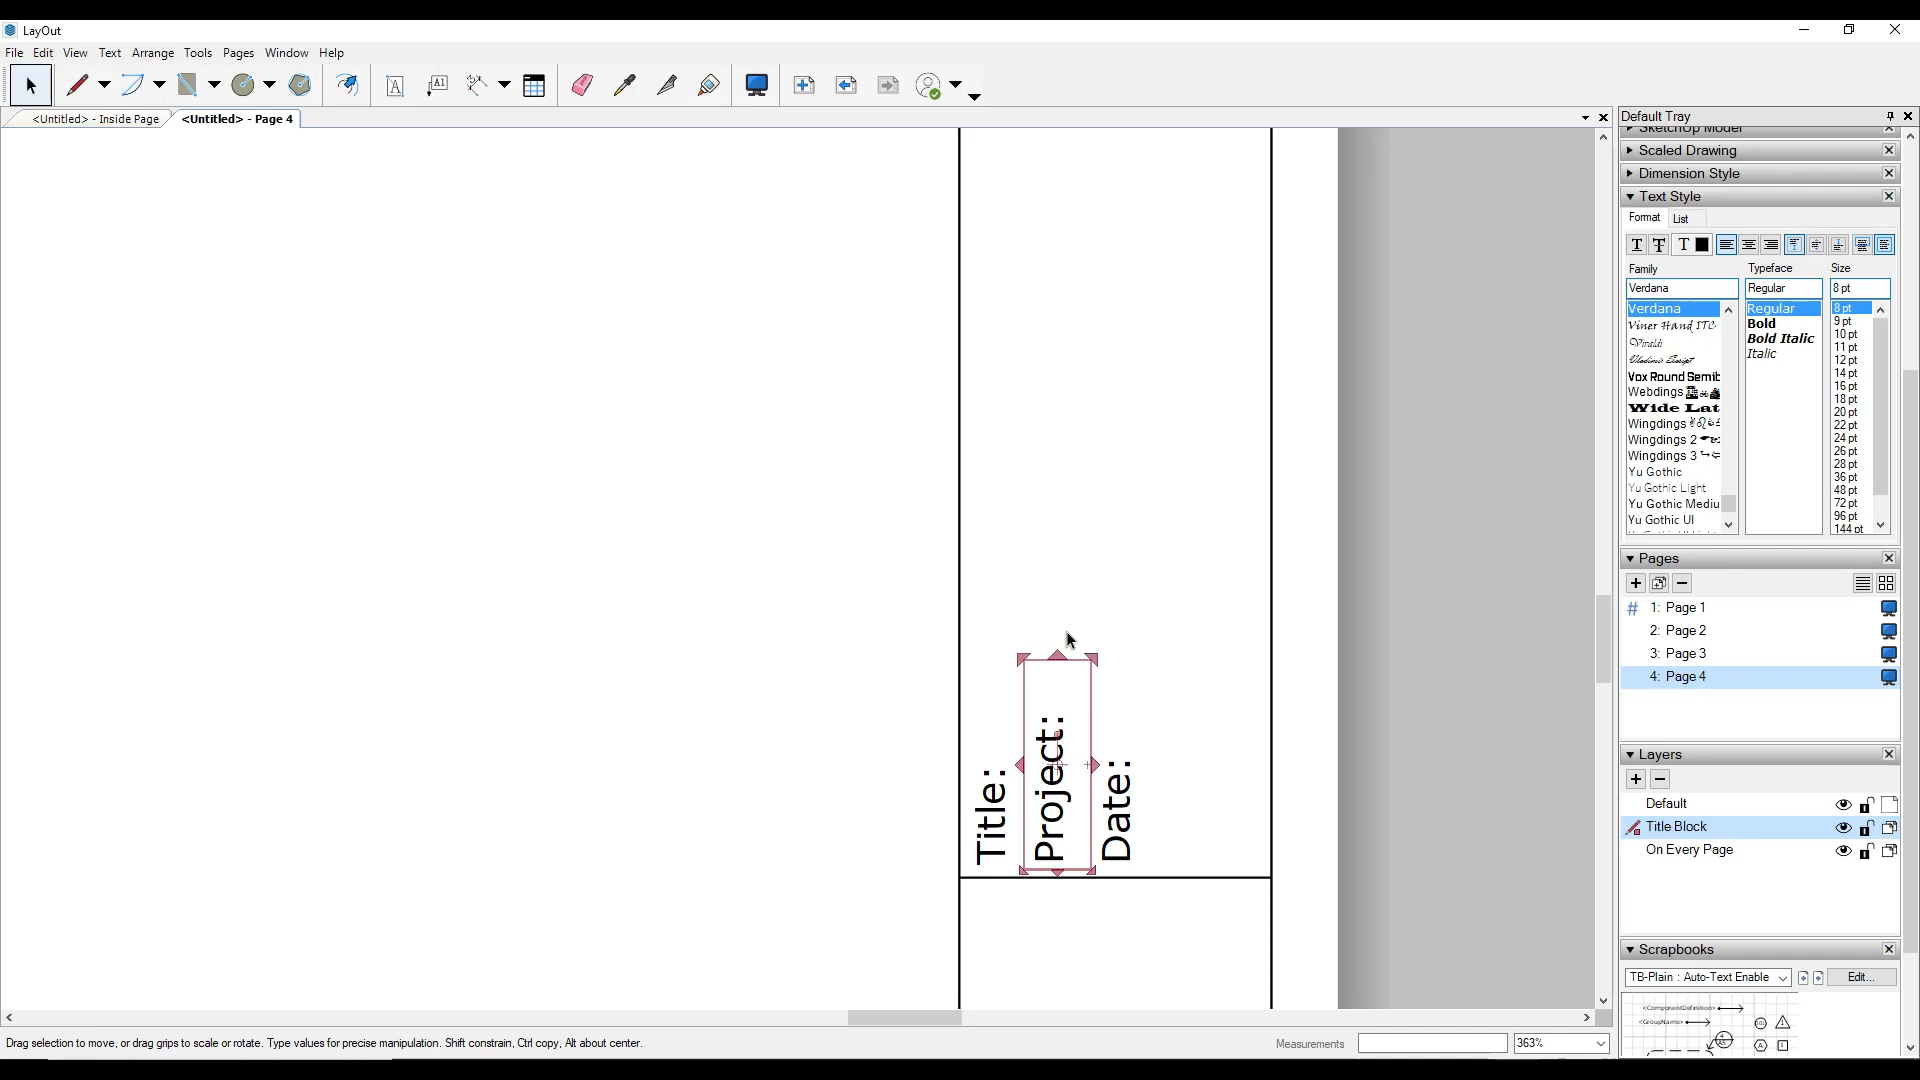 LayOut
File Edit View Text Arrange Tools Pages Window Help
<Untitled> - Inside Page
<Untitled> - Page 4
Title:
Project:
Date:
Default Tray
SketchUp Model
Scaled Drawing
Dimension Style
Text Style
Format List
Family Typeface Size
Verdana Regular 8 pt
Verdana
Viner Hand ITC
Vivaldi
Vladimir Script
Vox Round Semib
Webdings
Wide Lat
Wingdings
Wingdings 2
Wingdings 3
Yu Gothic
Yu Gothic Light
Yu Gothic Mediu
Yu Gothic UI
Regular
Bold
Bold Italic
Italic
8 pt
9 pt
10 pt
11 pt
12 pt
14 pt
16 pt
18 pt
20 pt
22 pt
24 pt
26 pt
28 pt
36 pt
48 pt
72 pt
96 pt
144 pt
Pages
# 1: Page 1
2: Page 2
3: Page 3
4: Page 4
Layers
Default
Title Block
On Every Page
Scrapbooks
TB-Plain : Auto-Text Enable
Edit...
<ComponentDefinition>
<GroupName>
Drag selection to move, or drag grips to scale or rotate. Type values for precise manipulation. Shift constrain, Ctrl copy, Alt about center.
Measurements
363%